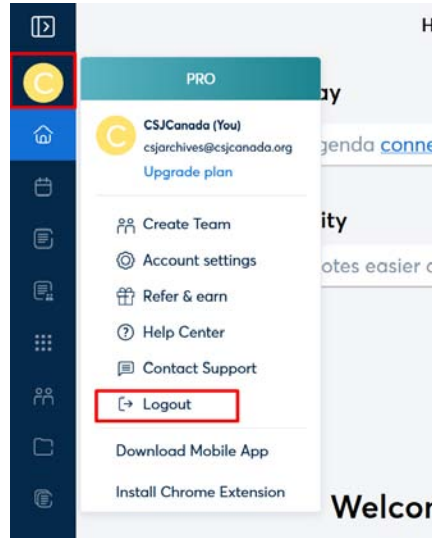 H
C
PRO
ay
C
CSJCanada (You)
csjarchives@csjcanada.org
Upgrade plan
genda conne
ity
Create Team
Account settings
otes easier
Refer & earn
Help Center
Contact Support
Logout
Download Mobile App
Install Chrome Extension
Welcor